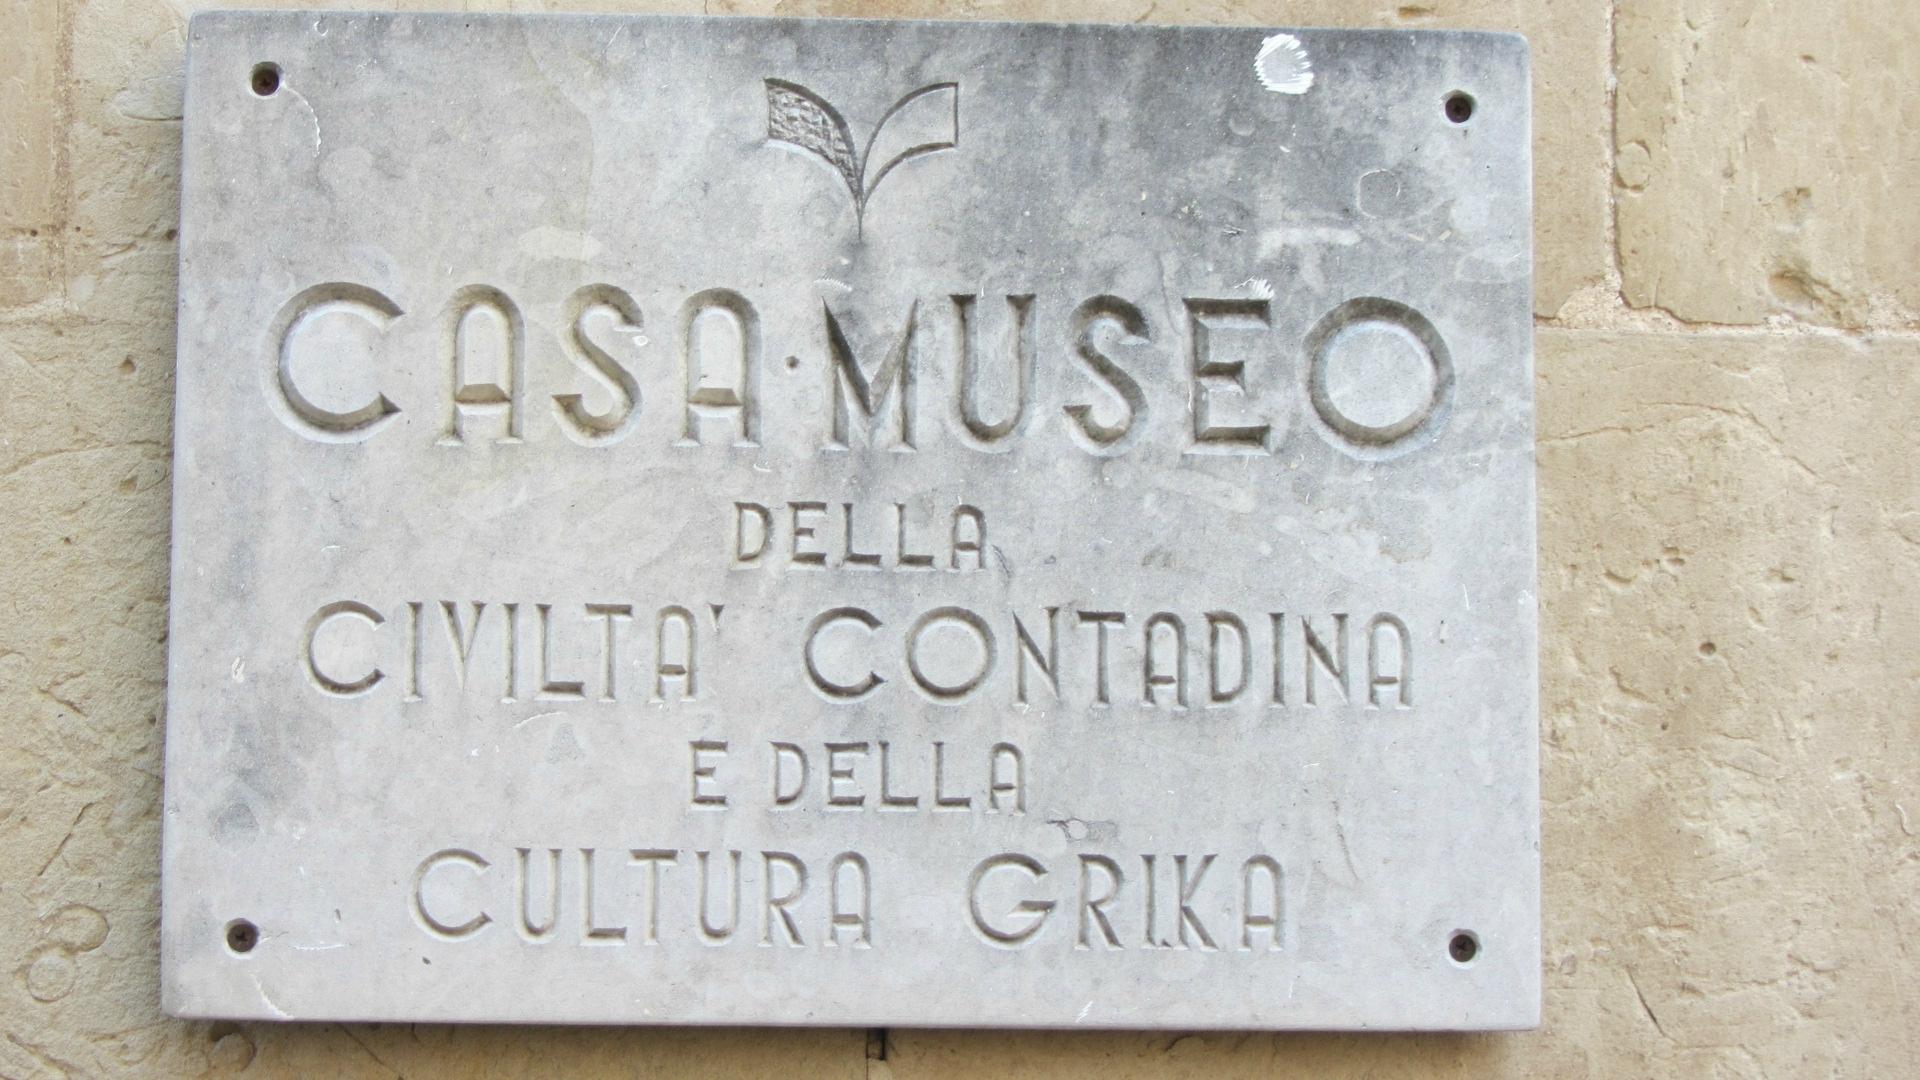 CASA·MUSEO
DELLA
CIVILTA' CONTADINA
E DELLA
CULTURA GRIKA